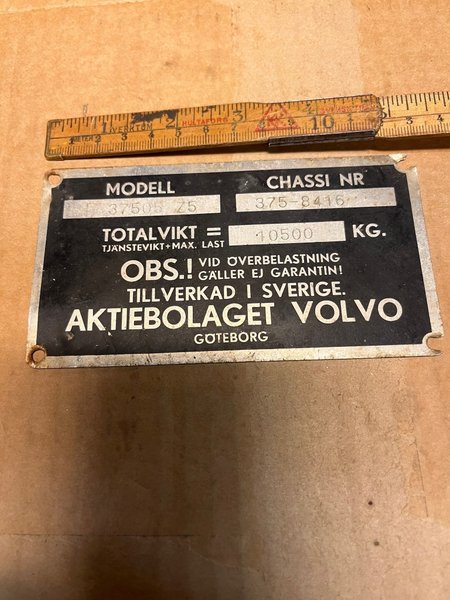 HULTAFORS
MODELL
CHASSI NR
37505 Z5
375-8416
TOTALVIKT =
10500
KG.
TJÄNSTEVIKT+MAX. LAST
OBS.! VID ÖVERBELASTNING
GÄLLER EJ GARANTIN!
TILLVERKAD I SVERIGE.
AKTIEBOLAGET VOLVO
GÖTEBORG